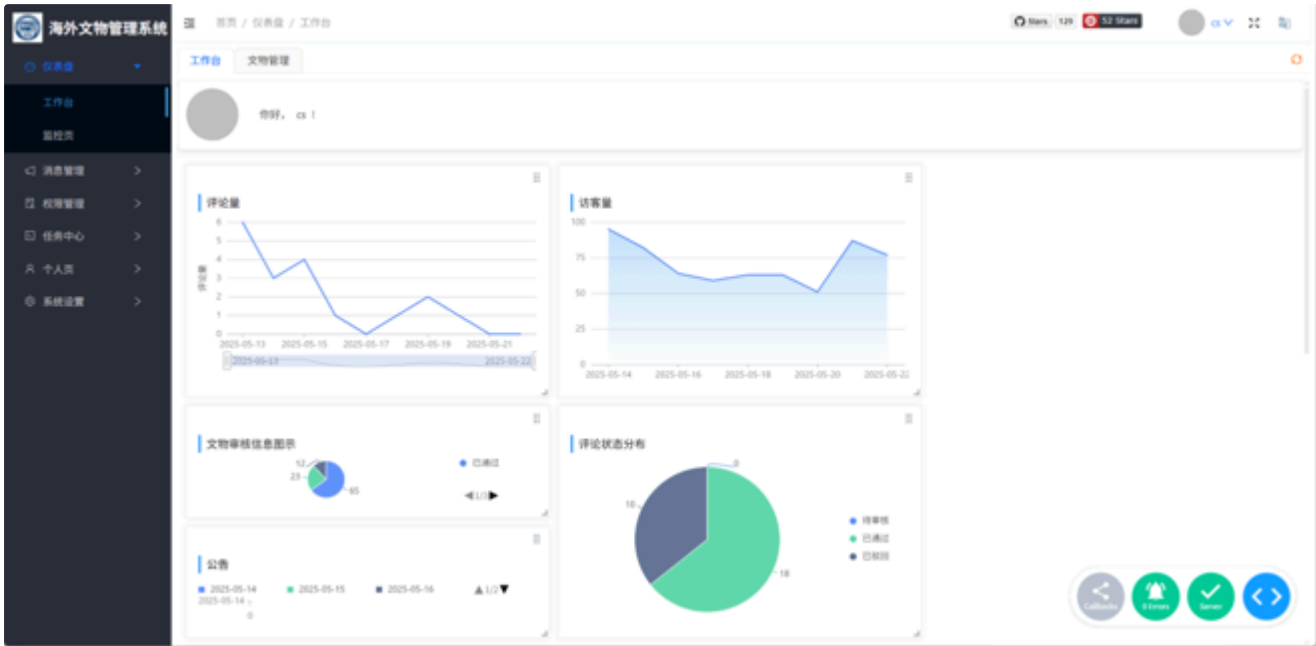 海外文物管理系统
首页 / 仪表盘 / 工作台
Stars 129
52 Stars
cs
仪表盘
工作台
监控页
消息管理
权限管理
任务中心
个人页
系统设置
工作台 文物管理
你好, cs !
评论量
评论量
6
5
4
3
2
1
0
2025-05-13 2025-05-15 2025-05-17 2025-05-19 2025-05-21
2025-05-13 2025-05-22
访客量
100
75
50
25
0
2025-05-14 2025-05-16 2025-05-18 2025-05-20 2025-05-22
文物审核信息图示
12
23
65
已通过
1/3
评论状态分布
0
10
18
待审核
已通过
已驳回
公告
2025-05-14 2025-05-15 2025-05-16
2025-05-14
0
Callbacks
0 Errors
Server